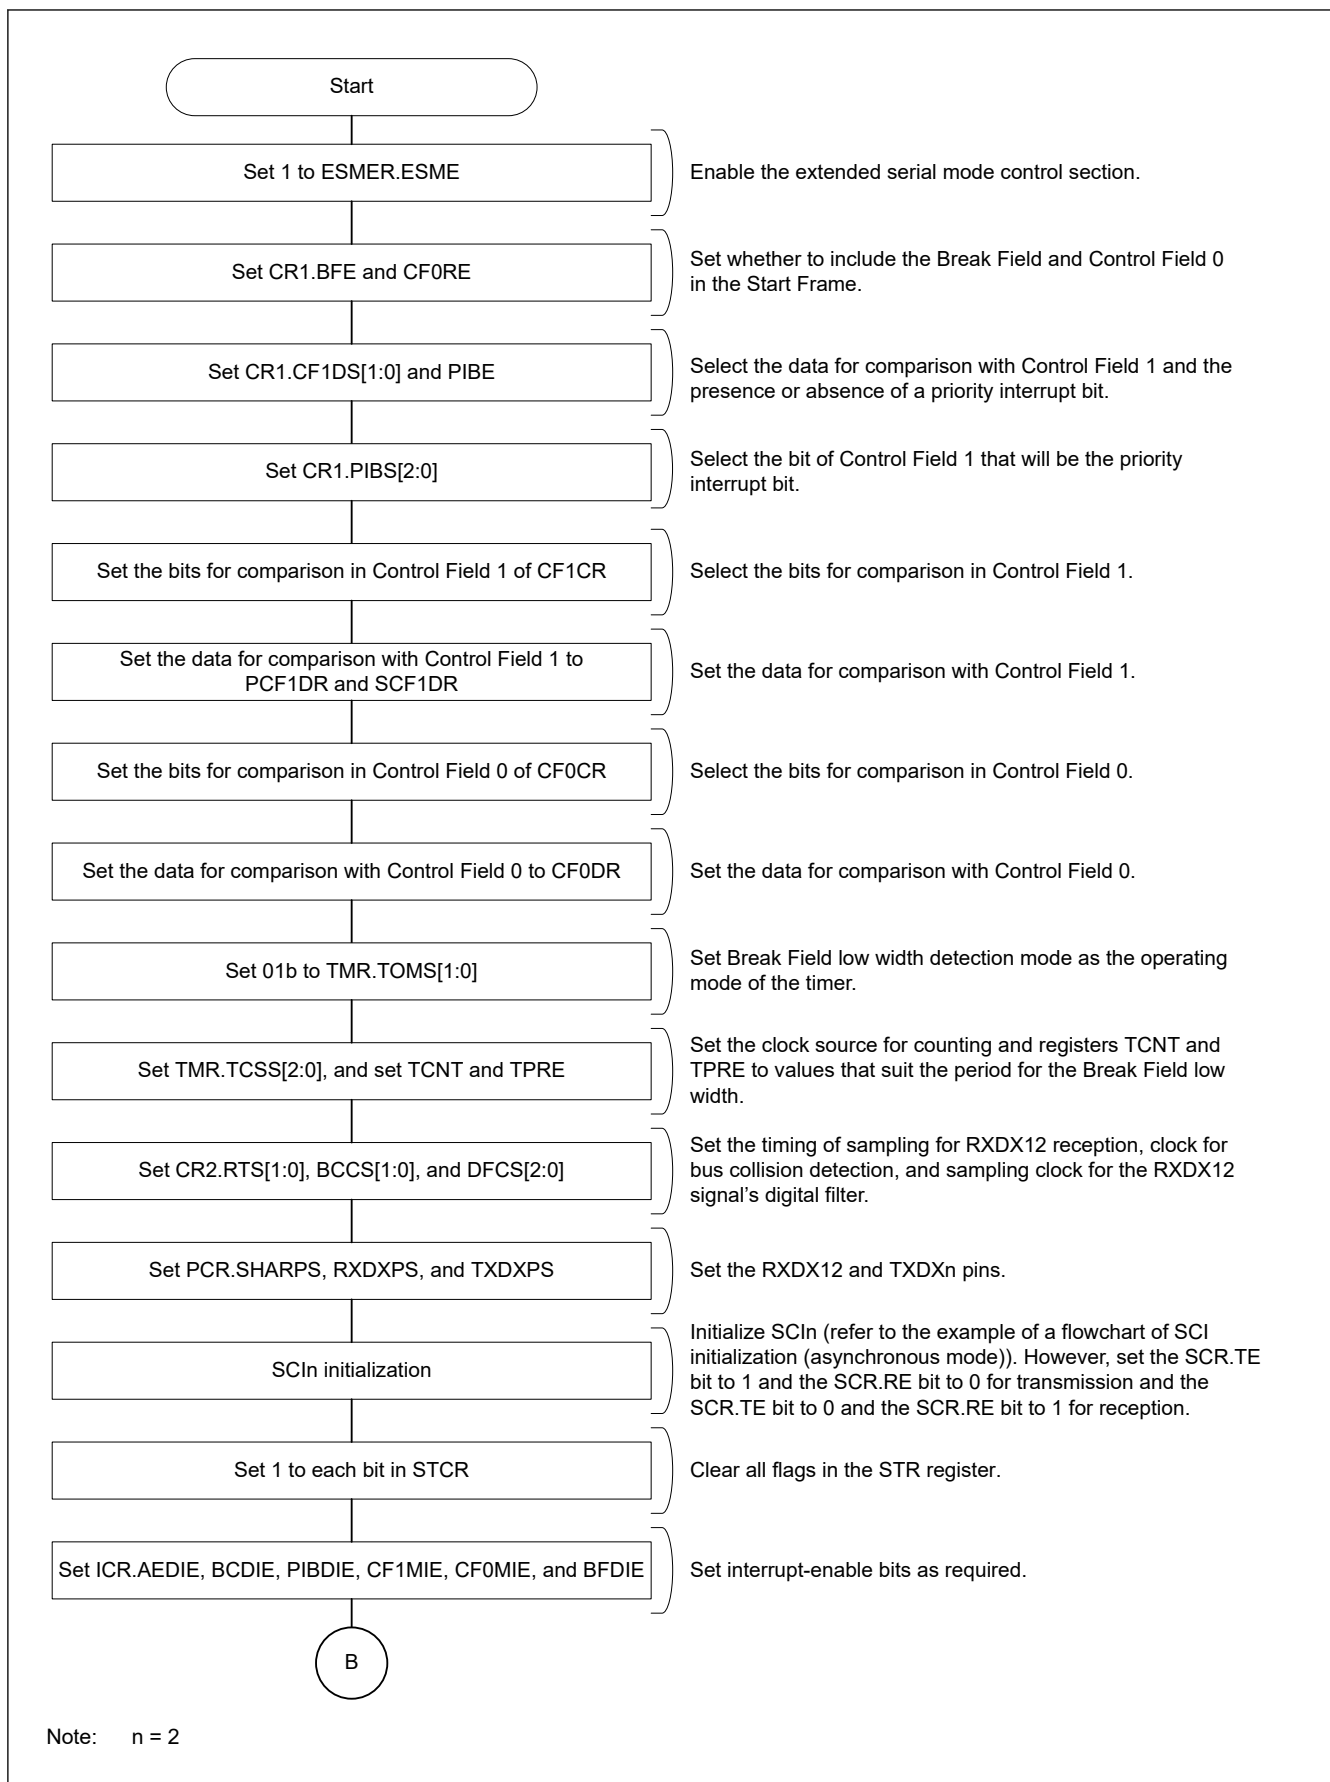 Start
Set 1 to ESMER.ESME
Enable the extended serial mode control section.
Set CR1.BFE and CF0RE
Set whether to include the Break Field and Control Field 0
in the Start Frame.
Set CR1.CF1DS[1:0] and PIBE
Select the data for comparison with Control Field 1 and the
presence or absence of a priority interrupt bit.
Set CR1.PIBS[2:0]
Select the bit of Control Field 1 that will be the priority
interrupt bit.
Set the bits for comparison in Control Field 1 of CF1CR
Select the bits for comparison in Control Field 1.
Set the data for comparison with Control Field 1 to
PCF1DR and SCF1DR
Set the data for comparison with Control Field 1.
Set the bits for comparison in Control Field 0 of CF0CR
Select the bits for comparison in Control Field 0.
Set the data for comparison with Control Field 0 to CF0DR
Set the data for comparison with Control Field 0.
Set 01b to TMR.TOMS[1:0]
Set Break Field low width detection mode as the operating
mode of the timer.
Set TMR.TCSS[2:0], and set TCNT and TPRE
Set the clock source for counting and registers TCNT and
TPRE to values that suit the period for the Break Field low
width.
Set CR2.RTS[1:0], BCCS[1:0], and DFCS[2:0]
Set the timing of sampling for RXDX12 reception, clock for
bus collision detection, and sampling clock for the RXDX12
signal’s digital filter.
Set PCR.SHARPS, RXDXPS, and TXDXPS
Set the RXDX12 and TXDXn pins.
SCIn initialization
Initialize SCIn (refer to the example of a flowchart of SCI
initialization (asynchronous mode)). However, set the SCR.TE
bit to 1 and the SCR.RE bit to 0 for transmission and the
SCR.TE bit to 0 and the SCR.RE bit to 1 for reception.
Set 1 to each bit in STCR
Clear all flags in the STR register.
Set ICR.AEDIE, BCDIE, PIBDIE, CF1MIE, CF0MIE, and BFDIE
Set interrupt-enable bits as required.
B
Note: n = 2